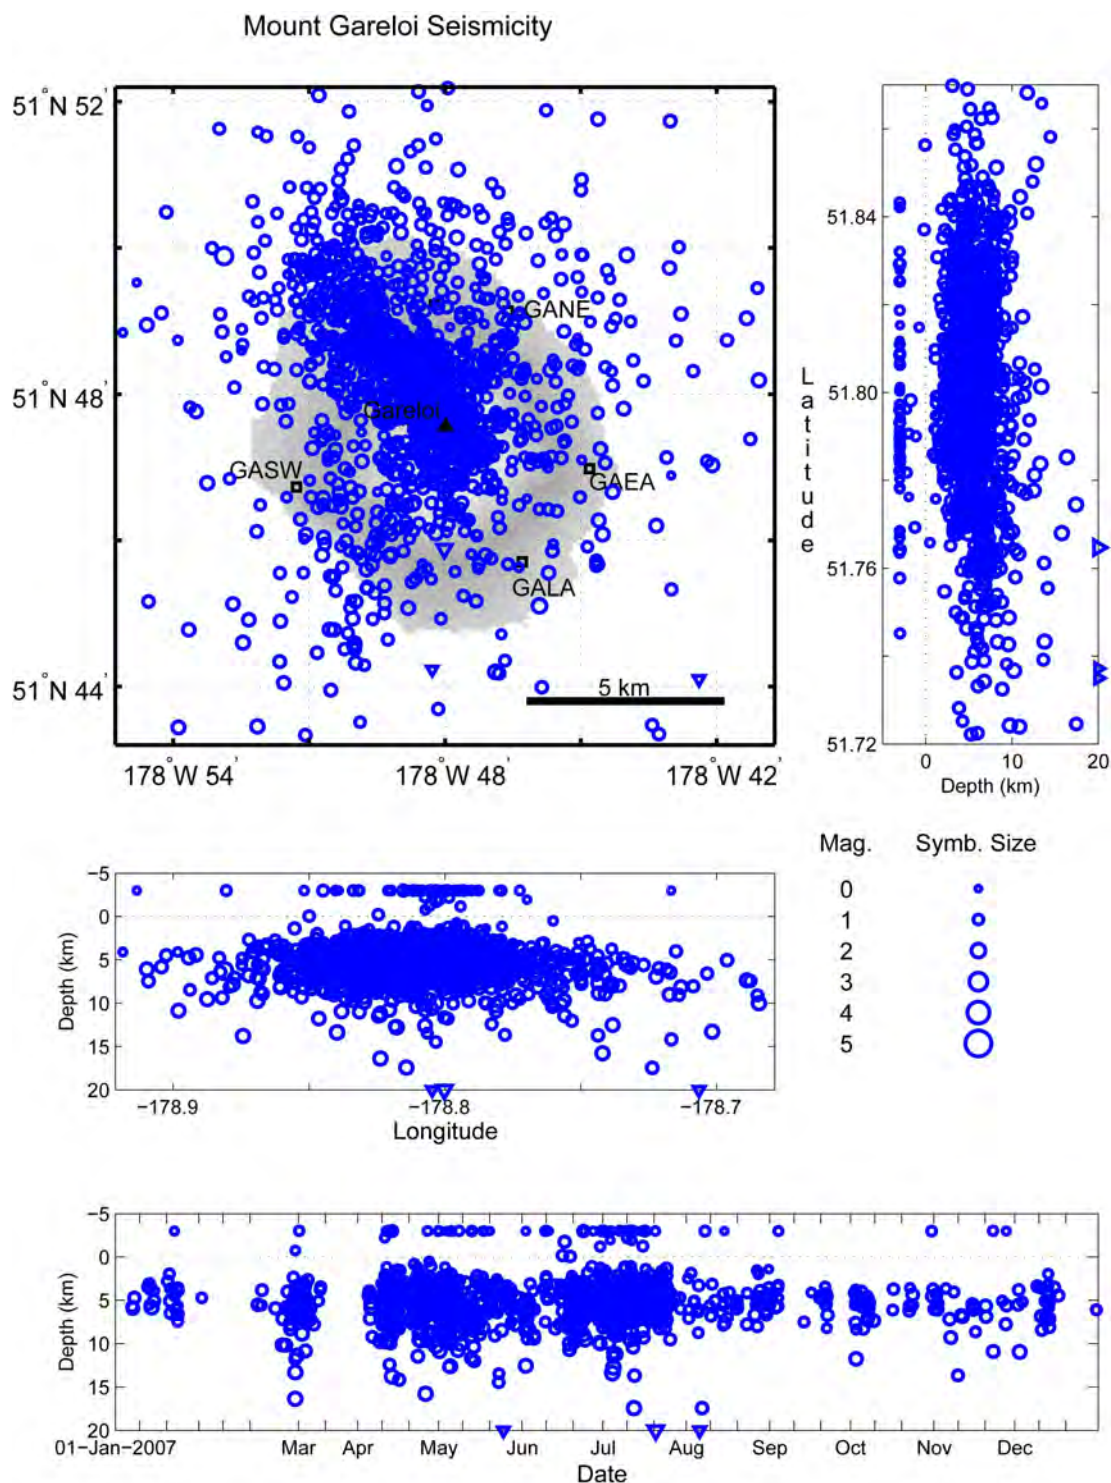 Mount Gareloi Seismicity
51°N 52'
51°N 48'
51°N 44'
178°W 54'
178°W 48'
178°W 42'
GANE
Gareloi
GASW
GAEA
GALA
5 km
Latitude
51.84
51.80
51.76
51.72
0
10
20
Depth (km)
Mag. Symb. Size
0
1
2
3
4
5
Depth (km)
−5
0
5
10
15
20
−178.9
−178.8
−178.7
Longitude
Depth (km)
−5
0
5
10
15
20
01−Jan−2007 Mar Apr May Jun Jul Aug Sep Oct Nov Dec
Date